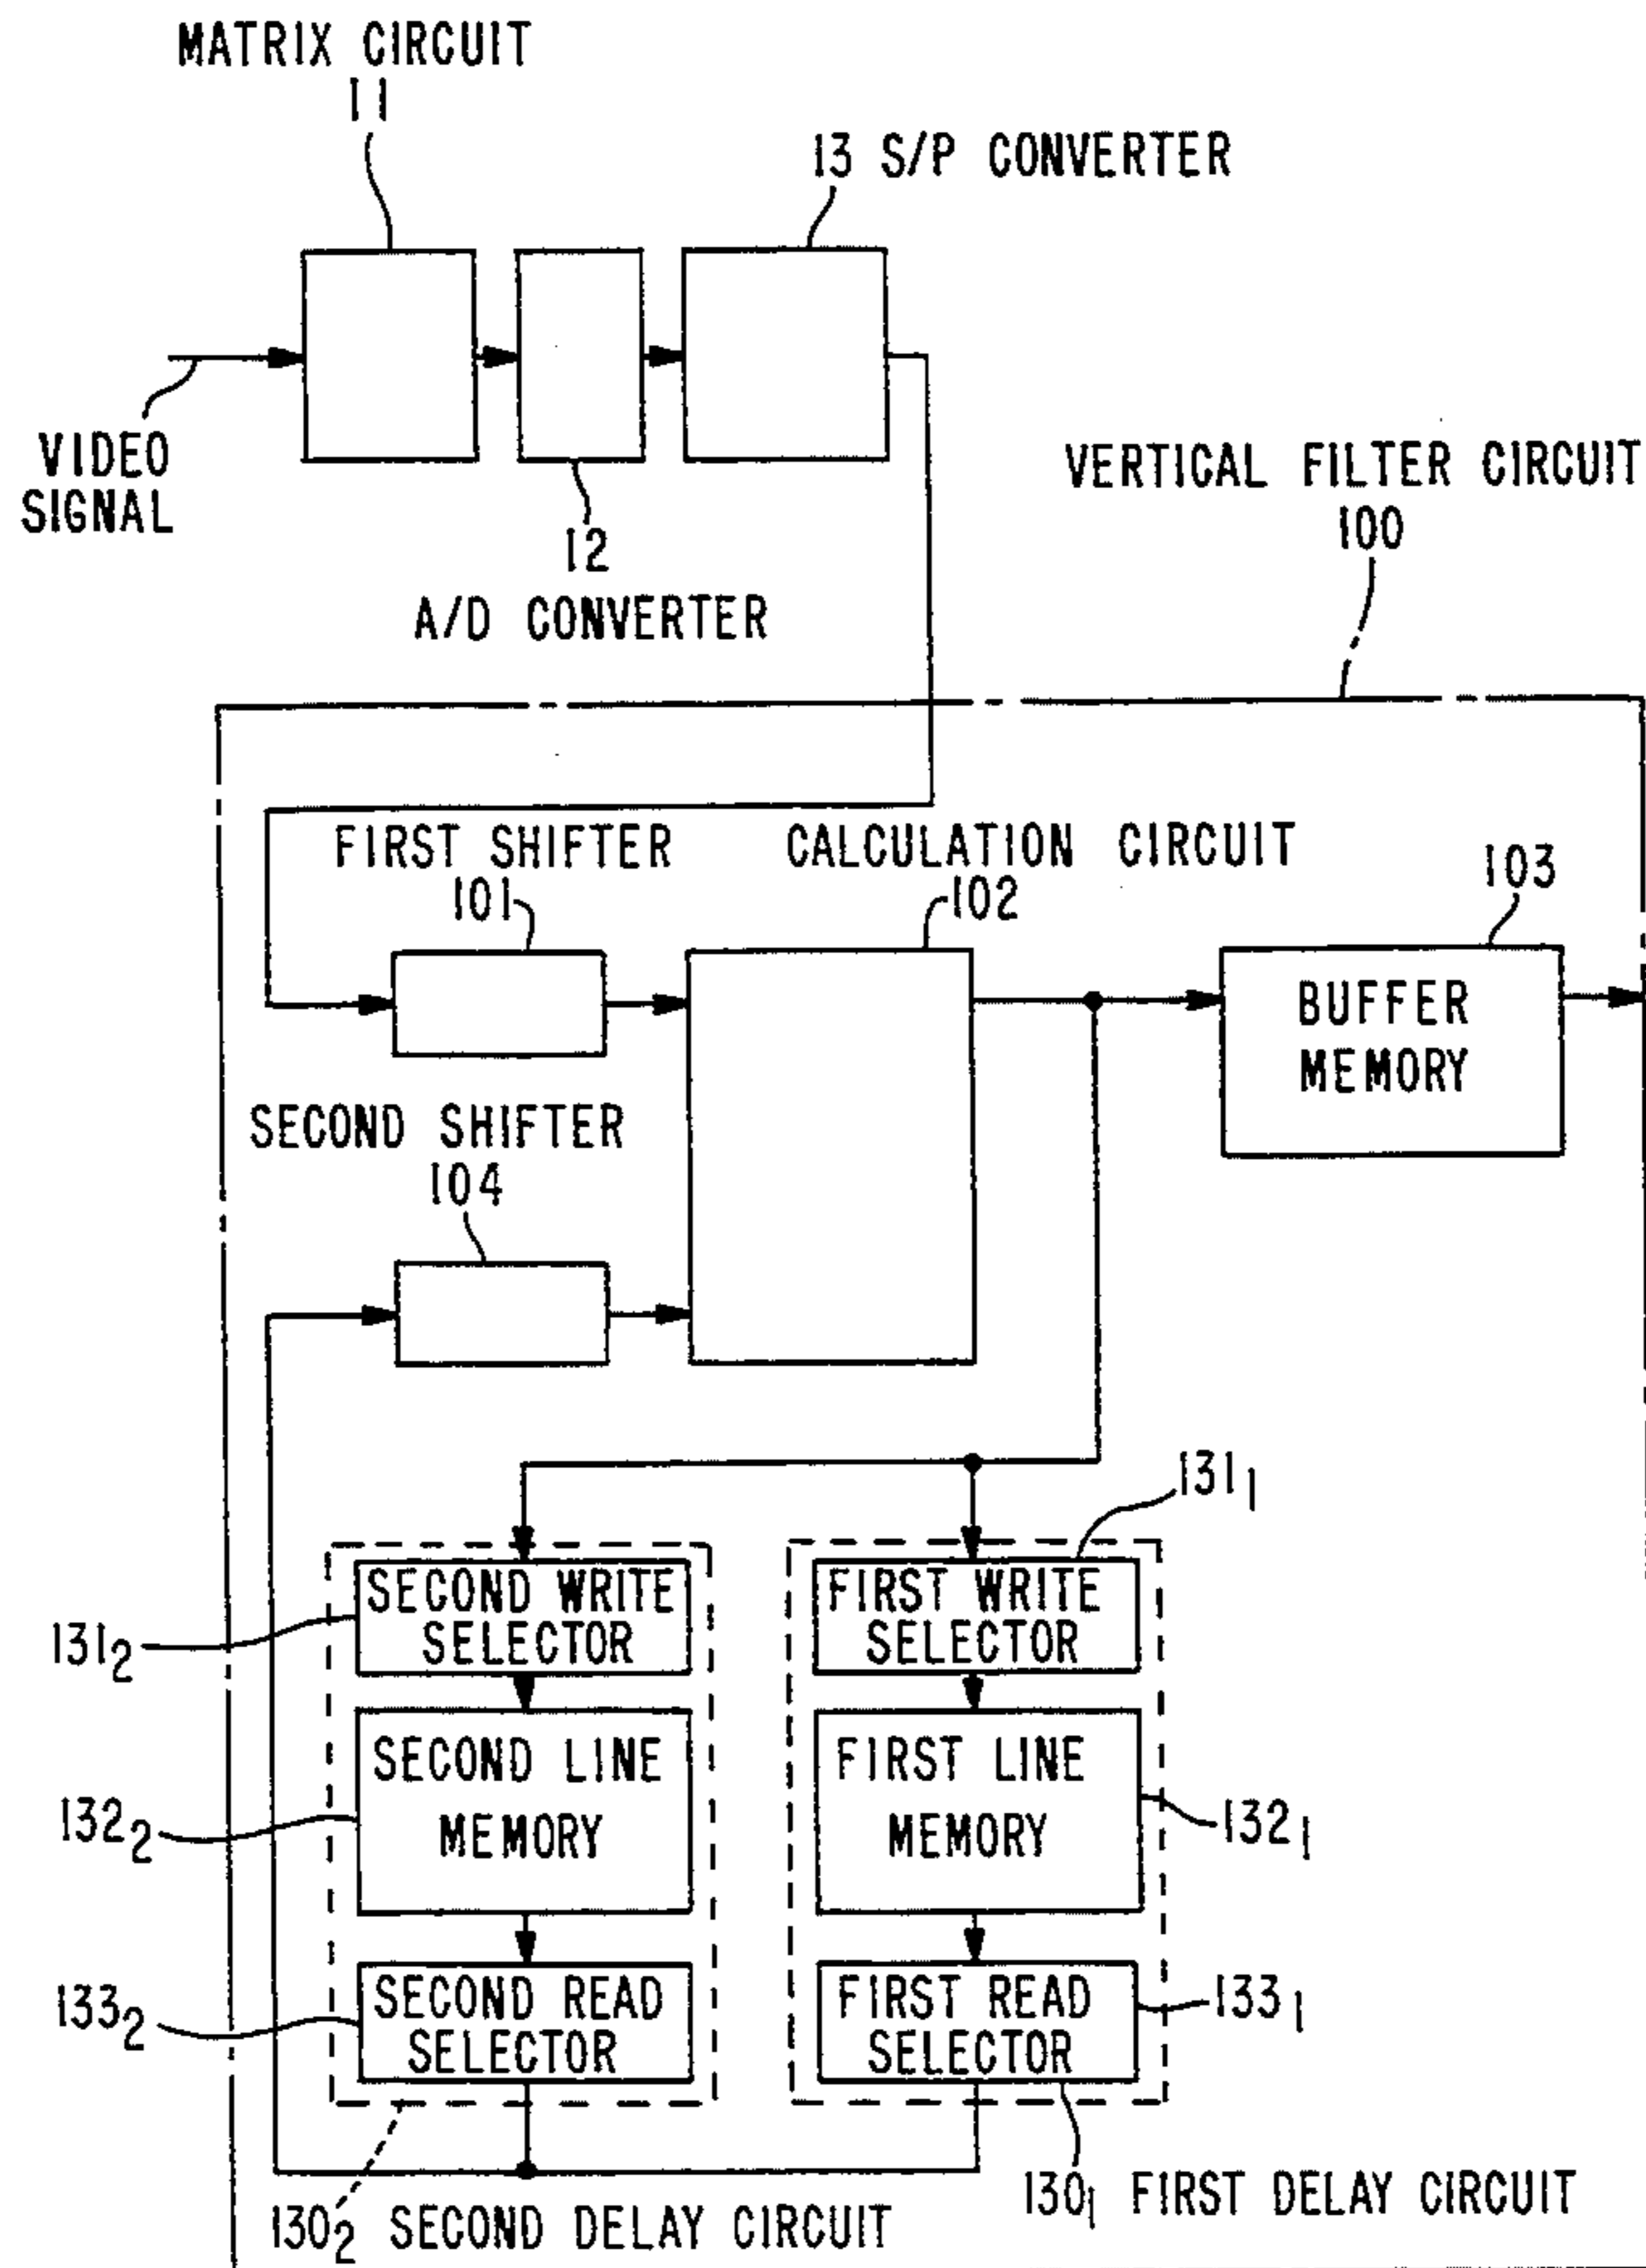 MATRIX CIRCUIT
11
13 S/P CONVERTER
VIDEO
SIGNAL
12
A/D CONVERTER
VERTICAL FILTER CIRCUIT
100
FIRST SHIFTER
101
CALCULATION CIRCUIT
102
103
BUFFER
MEMORY
SECOND SHIFTER
104
131₁
SECOND WRITE
SELECTOR
FIRST WRITE
SELECTOR
131₂
SECOND LINE
MEMORY
FIRST LINE
MEMORY
132₂
132₁
SECOND READ
SELECTOR
FIRST READ
SELECTOR
133₂
133₁
130₂ SECOND DELAY CIRCUIT
130₁ FIRST DELAY CIRCUIT